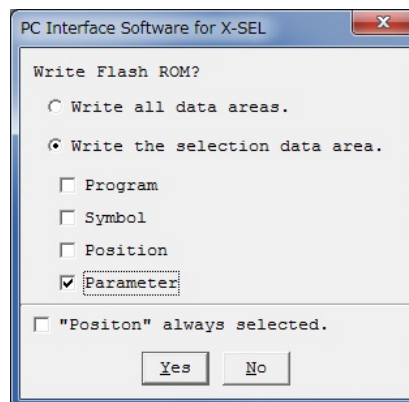 PC Interface Software for X-SEL
Write Flash ROM?
Write all data areas.
Write the selection data area.
Program
Symbol
Position
Parameter
"Positon" always selected.
Yes No